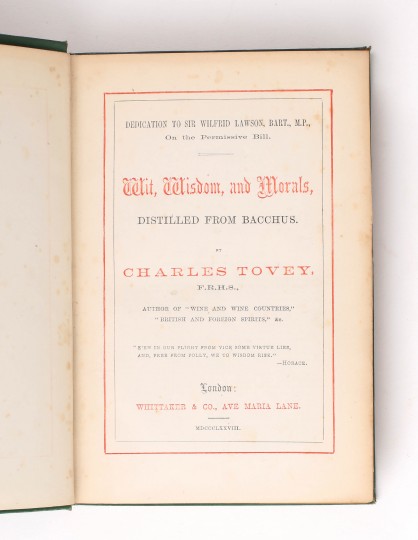 DEDICATION TO SIR WILFRID LAWSON, BART., M.P.,
On the Permissive Bill.
Wit, Wisdom, and Morals,
DISTILLED FROM BACCHUS.
BY
CHARLES TOVEY,
F.R.H.S.,
AUTHOR OF "WINE AND WINE COUNTRIES,"
"BRITISH AND FOREIGN SPIRITS," &c.
"E'EN IN OUR FLIGHT FROM VICE SOME VIRTUE LIES,
AND, FREE FROM FOLLY, WE TO WISDOM RISE."
—HORACE.
London:
WHITTAKER & CO., AVE MARIA LANE.
MDCCCLXXVIII.